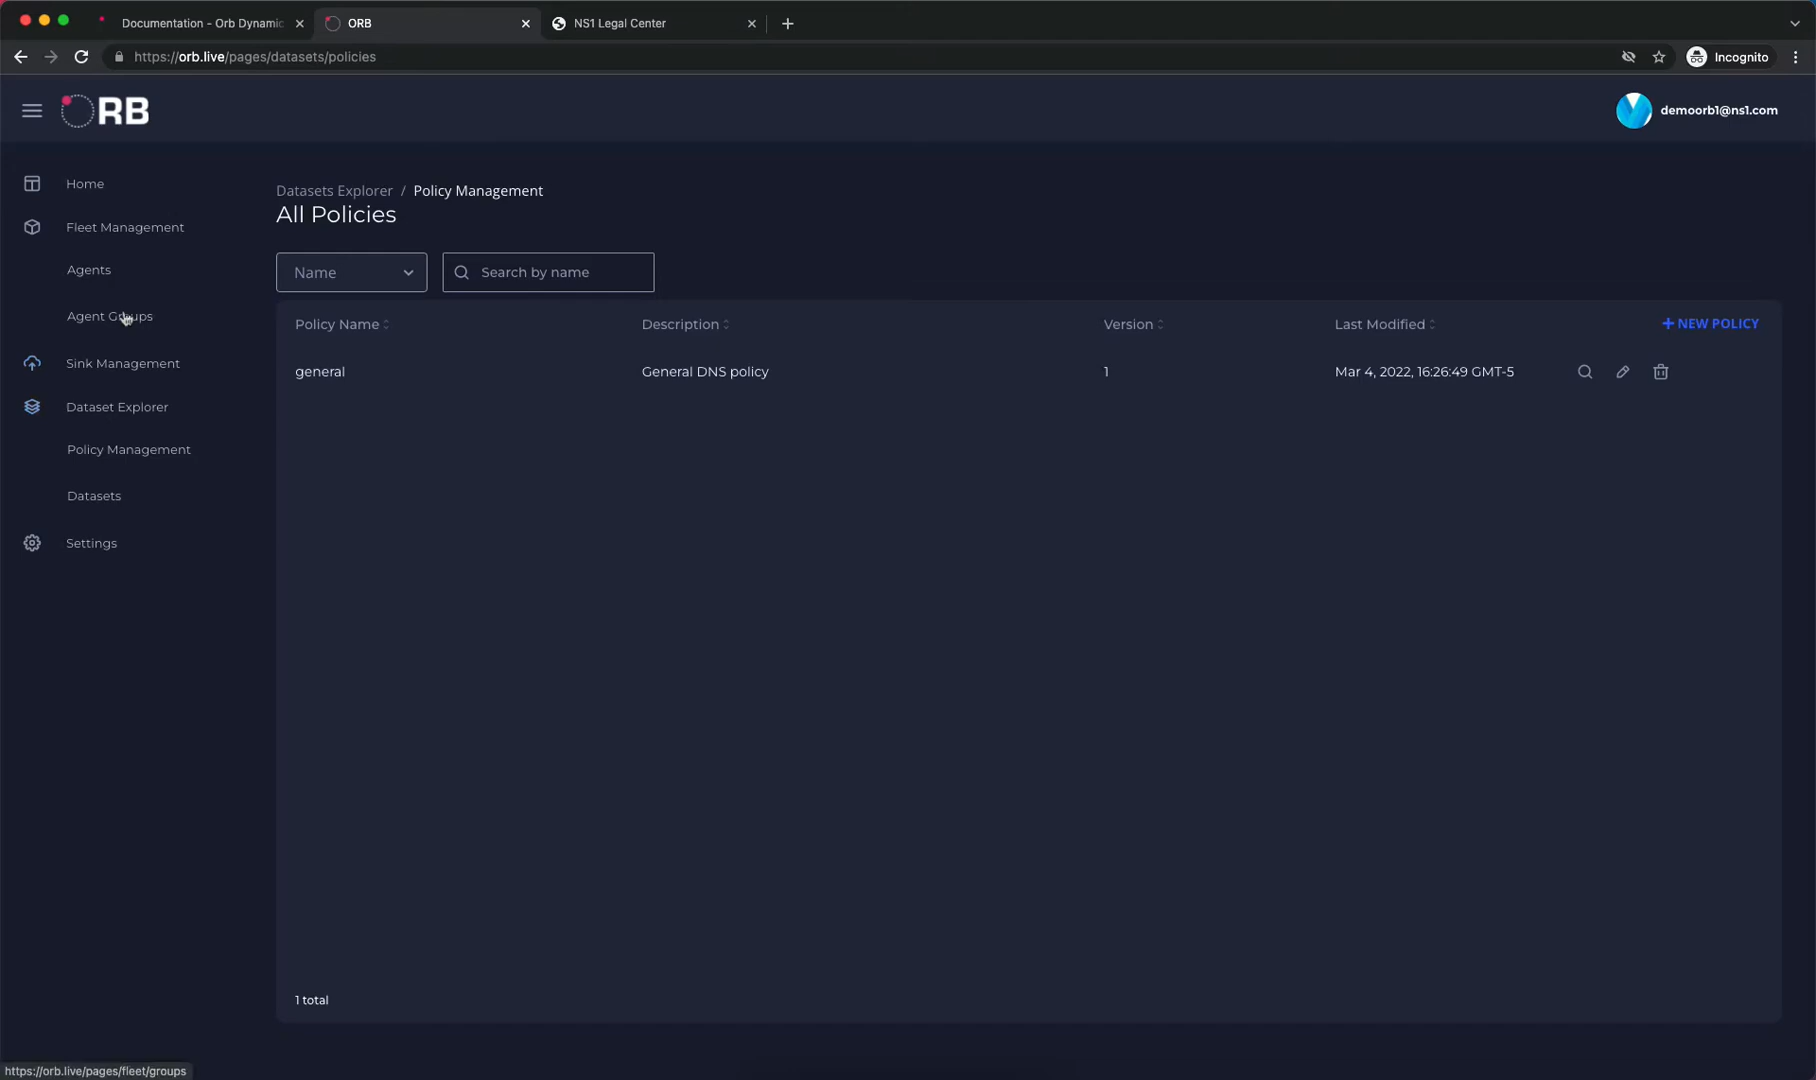 Documentation - Orb Dynamic
ORB
NS1 Legal Center
https://orb.live/pages/datasets/policies
Incognito
ORB
demoorb1@ns1.com
Home
Fleet Management
Agents
Agent Groups
Sink Management
Dataset Explorer
Policy Management
Datasets
Settings
Datasets Explorer / Policy Management
All Policies
Name
Search by name
Policy Name Description Version Last Modified + NEW POLICY
general General DNS policy 1 Mar 4, 2022, 16:26:49 GMT-5
1 total
https://orb.live/pages/fleet/groups